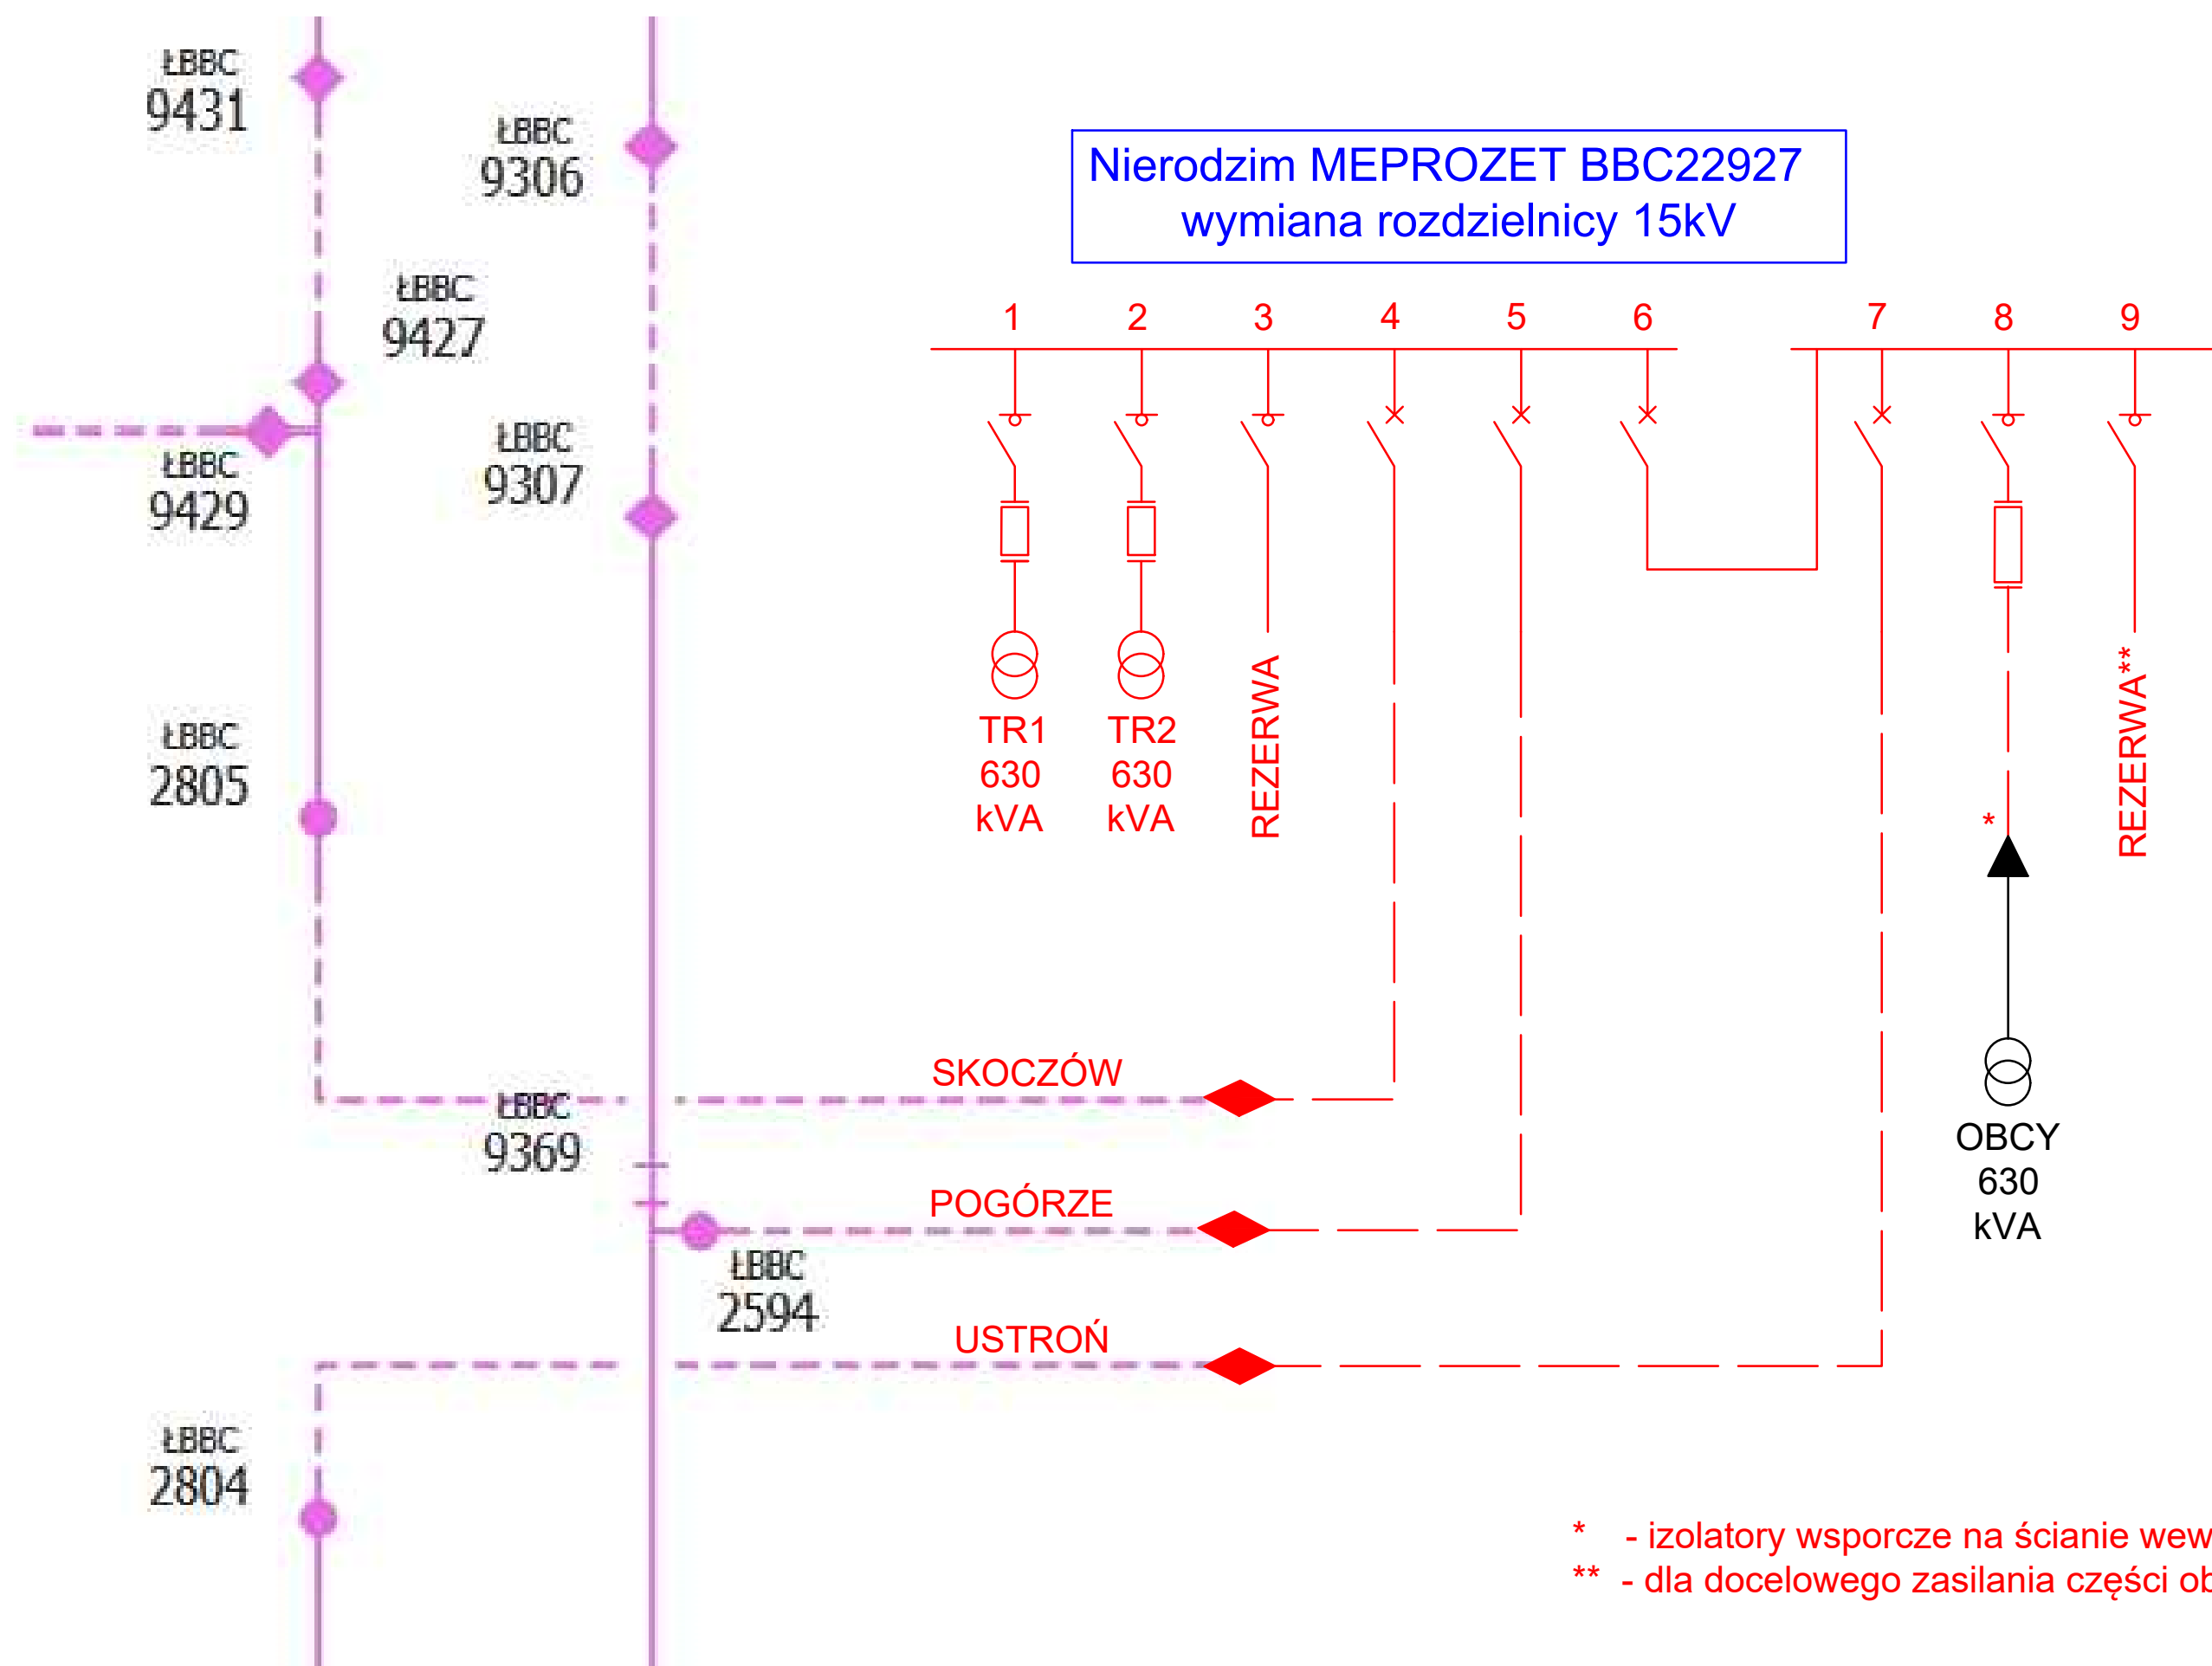 ŁBBC
9431
ŁBBC
9306
ŁBBC
9427
ŁBBC
9429
ŁBBC
9307
ŁBBC
2805
ŁBBC
9369
ŁBBC
2594
ŁBBC
2804
Nierodzim MEPROZET BBC22927
wymiana rozdzielnicy 15kV
1 2 3 4 5 6 7 8 9
TR1
630
kVA
TR2
630
kVA
REZERWA
*
REZERWA**
OBCY
630
kVA
SKOCZÓW
POGÓRZE
USTROŃ
* - izolatory wsporcze na ścianie
** - dla docelowego zasilania części